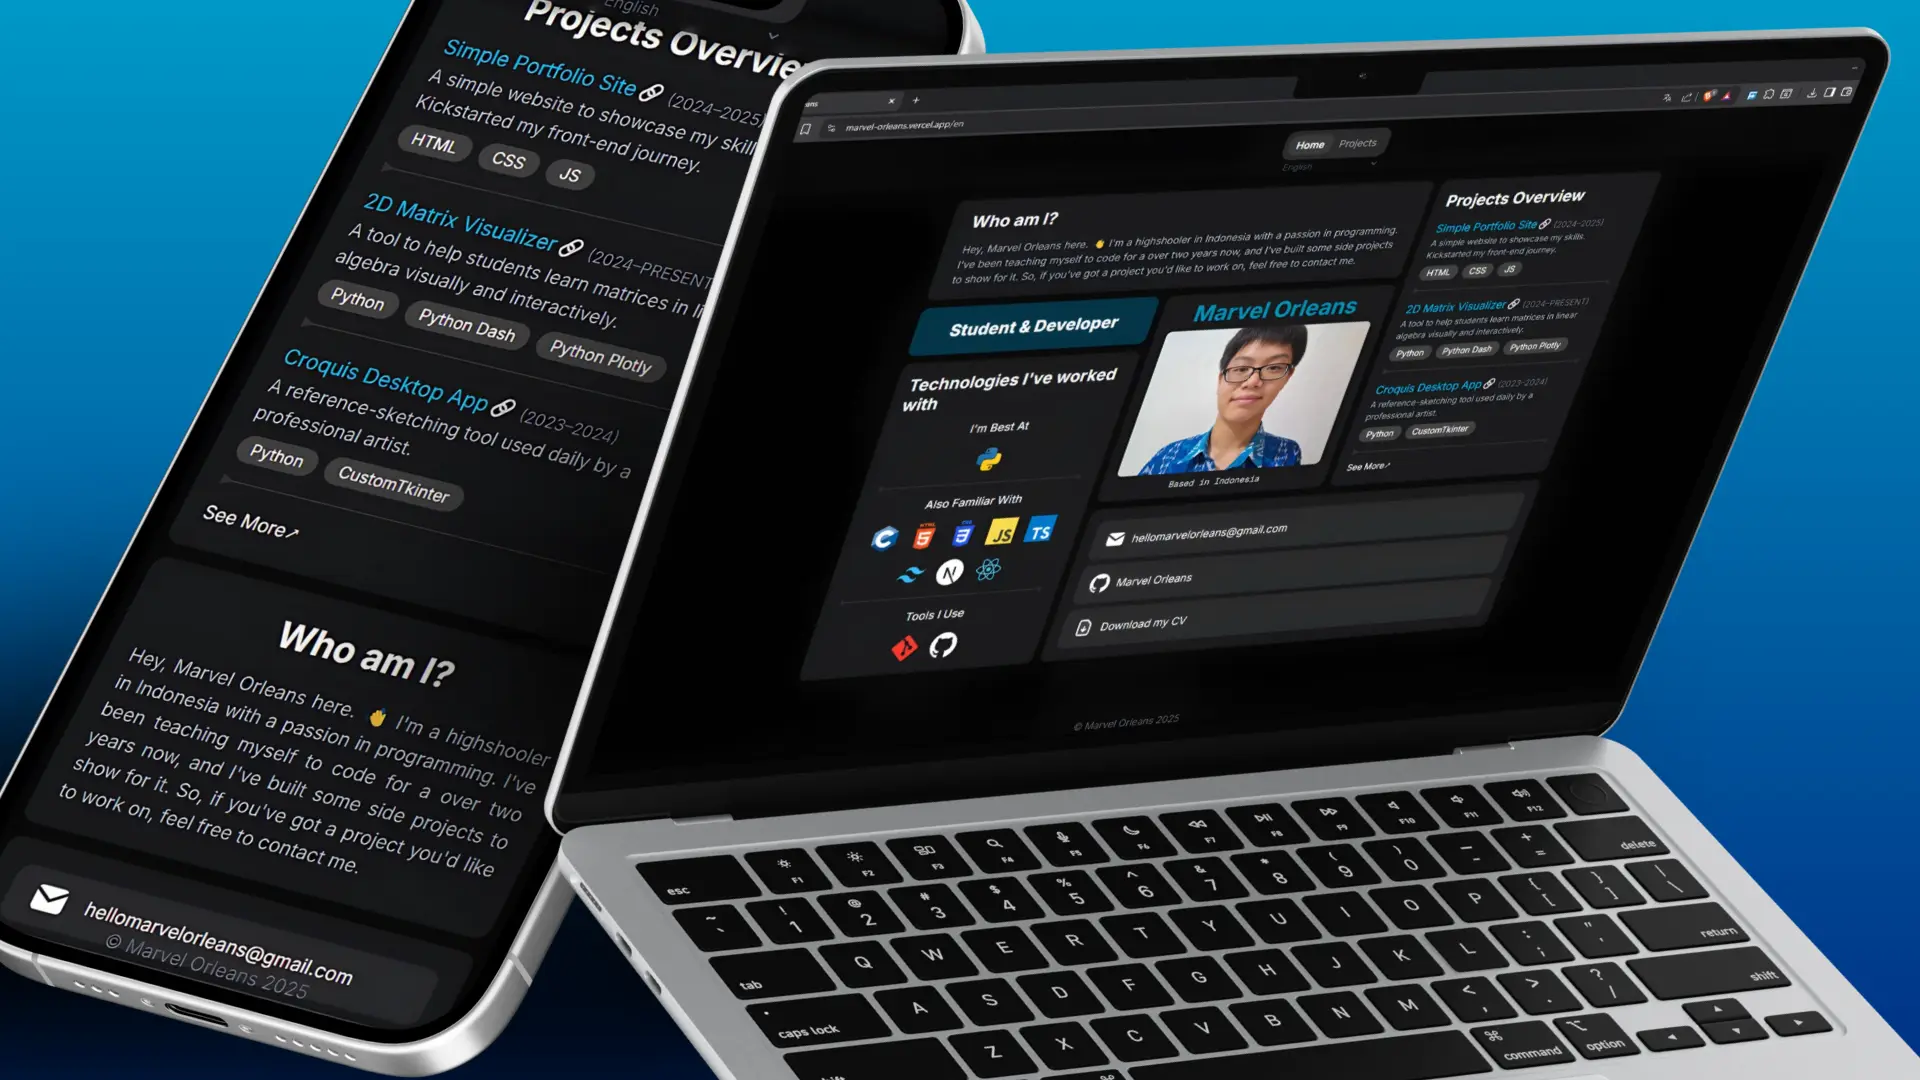 English
Projects Overvie
Simple Portfolio Site (2024–2025)
A simple website to showcase my skill
Kickstarted my front-end journey.
HTML CSS JS
2D Matrix Visualizer (2024–PRESENT
A tool to help students learn matrices in li
algebra visually and interactively.
Python Python Dash Python Plotly
Croquis Desktop App (2023–2024)
A reference-sketching tool used daily by a
professional artist.
Python CustomTkinter
See More↗
Who am I?
Hey, Marvel Orleans here. 👋 I'm a highshooler
in Indonesia with a passion in programming. I've
been teaching myself to code for a over two
years now, and I've built some side projects to
show for it. So, if you've got a project you'd like
to work on, feel free to contact me.
hellomarvelorleans@gmail.com
© Marvel Orleans 2025
ans
marvel-orleans.vercel.app/en
Home Projects
English
Who am I?
Hey, Marvel Orleans here. 👋 I'm a highshooler in Indonesia with a passion in programming.
I've been teaching myself to code for a over two years now, and I've built some side projects
to show for it. So, if you've got a project you'd like to work on, feel free to contact me.
Student & Developer
Technologies I've worked
with
I'm Best At
Also Familiar With
HTML
5
CSS
3
JS
TS
C
N
Tools I Use
Marvel Orleans
Based in Indonesia
Projects Overview
Simple Portfolio Site (2024–2025)
A simple website to showcase my skills.
Kickstarted my front-end journey.
HTML CSS JS
2D Matrix Visualizer (2024–PRESENT)
A tool to help students learn matrices in linear
algebra visually and interactively.
Python Python Dash Python Plotly
Croquis Desktop App (2023–2024)
A reference-sketching tool used daily by a
professional artist.
Python CustomTkinter
See More↗
hellomarvelorleans@gmail.com
Marvel Orleans
Download my CV
© Marvel Orleans 2025
esc F1 F2 F3 F4 F5 F6 F7 F8 F9 F10 F11 F12
~ ` ! 1 @ 2 # 3 $ 4 % 5 ^ 6 & 7 * 8 ( 9 ) 0 _ - + = delete
tab Q W E R T Y U I O P { [ } ] | \
caps lock A S D F G H J K L : ; " ' return
shift Z X C V B N M < , > . ? / shift
⌘ ⌘ command ⌥ option ◀ ▲ ▼ ▶